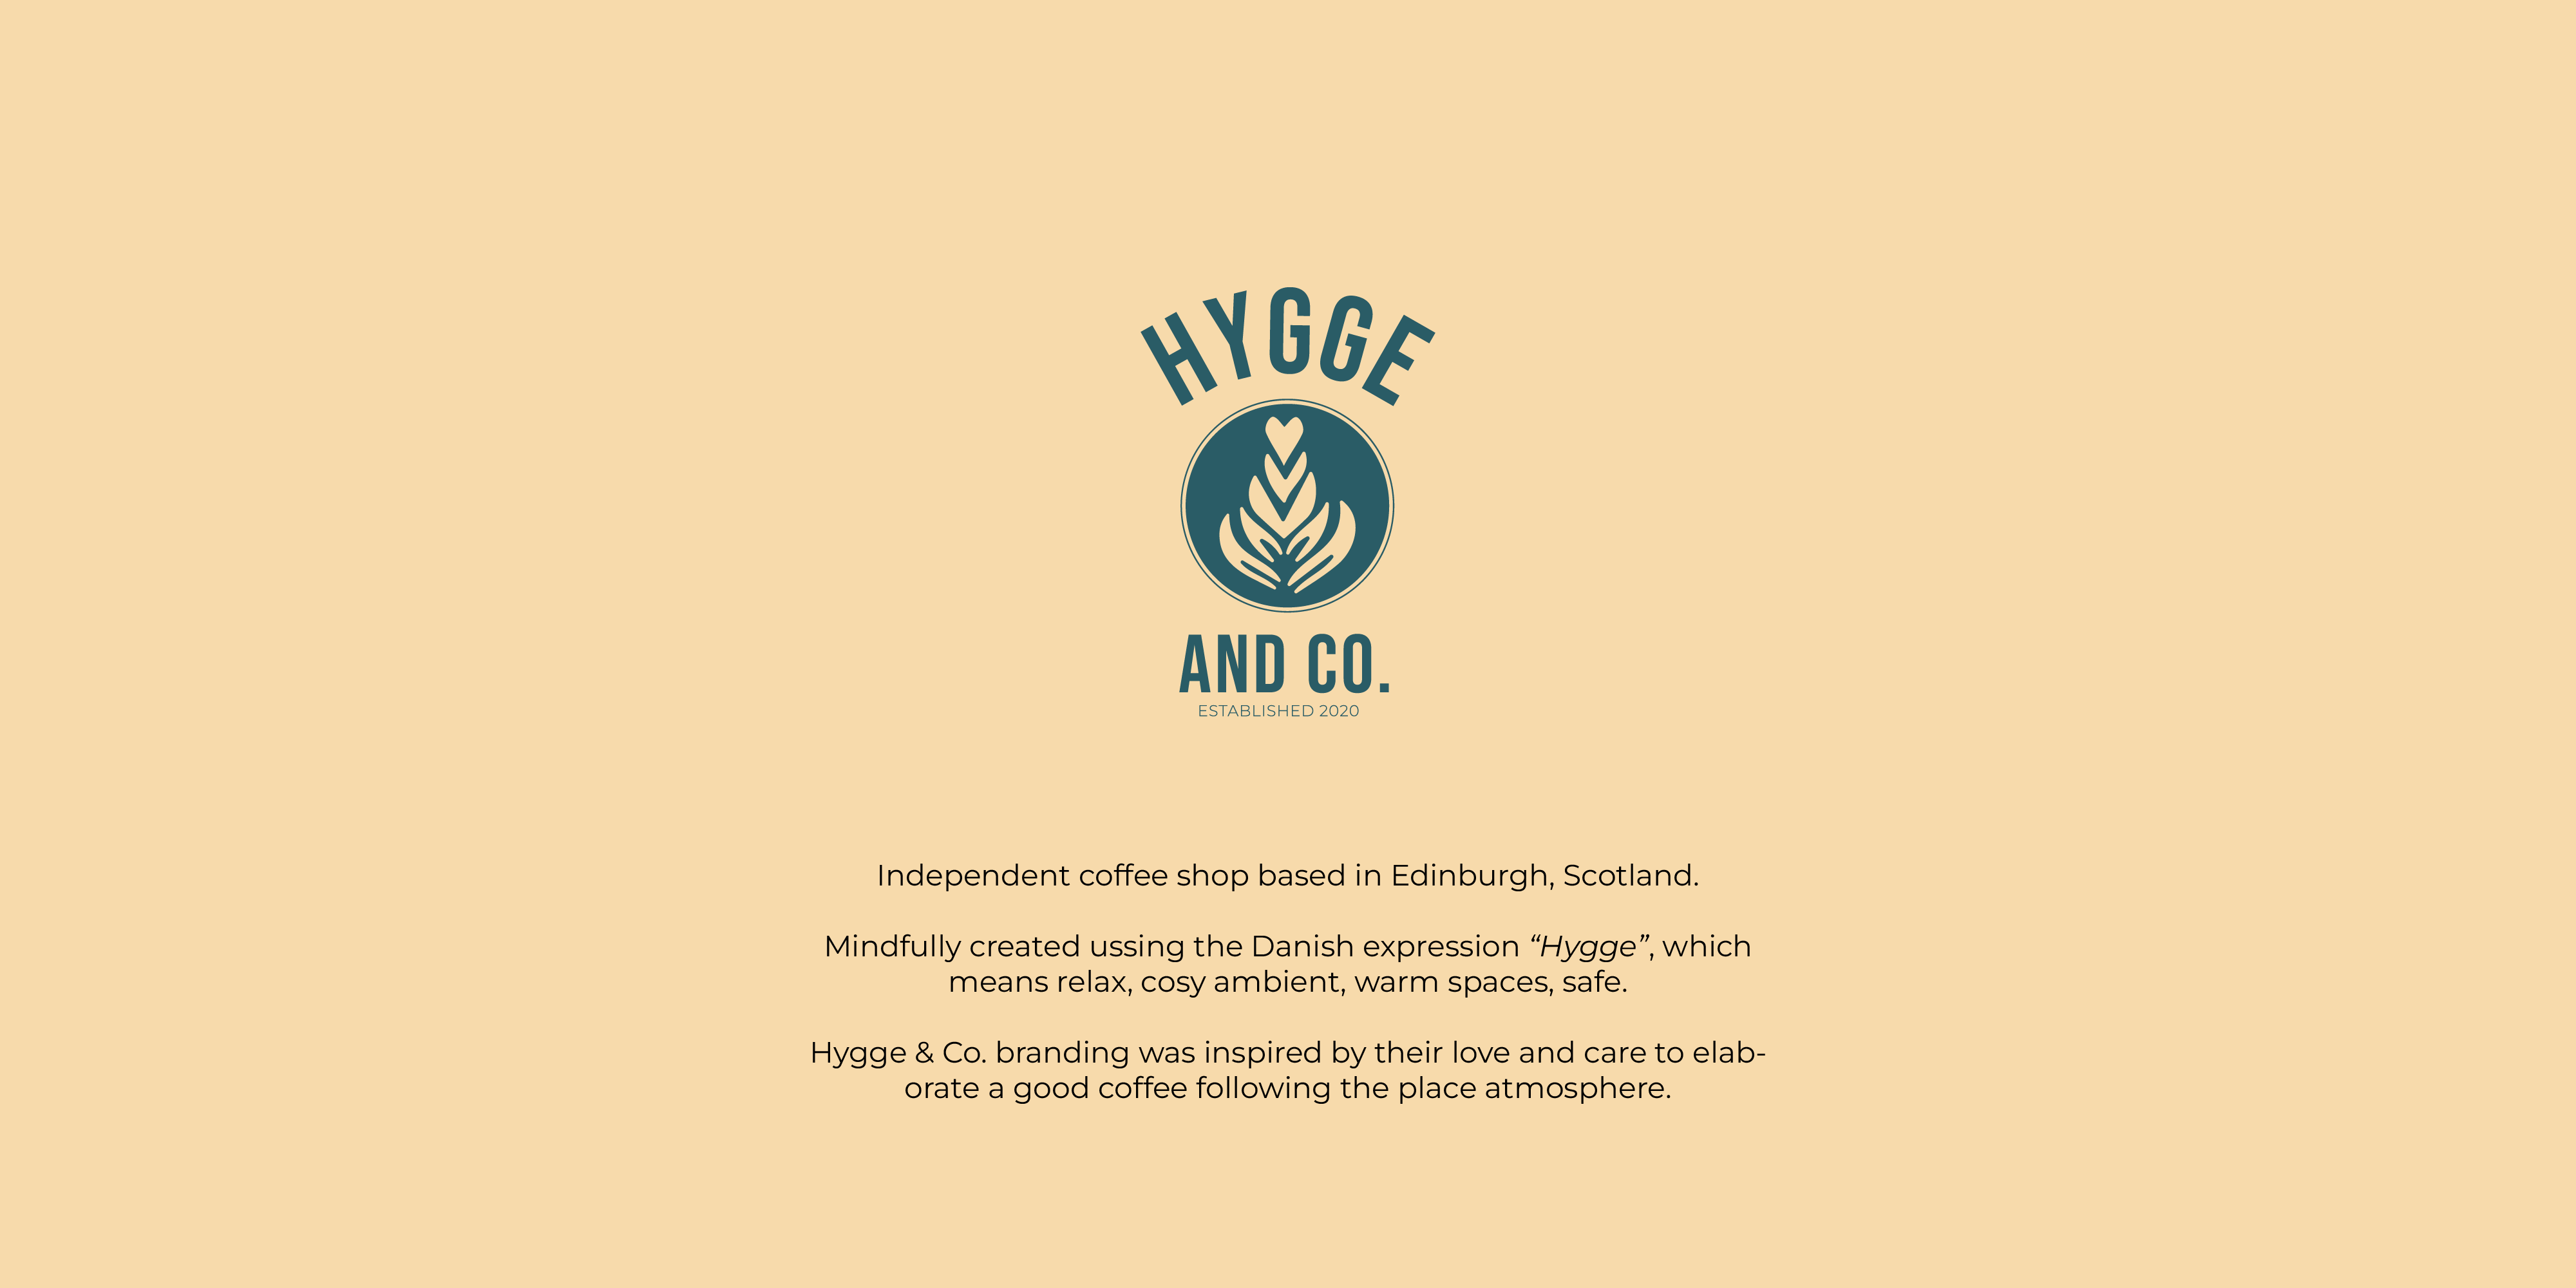 HYGGE
AND CO.
ESTABLISHED 2020
Independent coffee shop based in Edinburgh, Scotland.
Mindfully created ussing the Danish expression “Hygge”, which
means relax, cosy ambient, warm spaces, safe.
Hygge & Co. branding was inspired by their love and care to elab-
orate a good coffee following the place atmosphere.